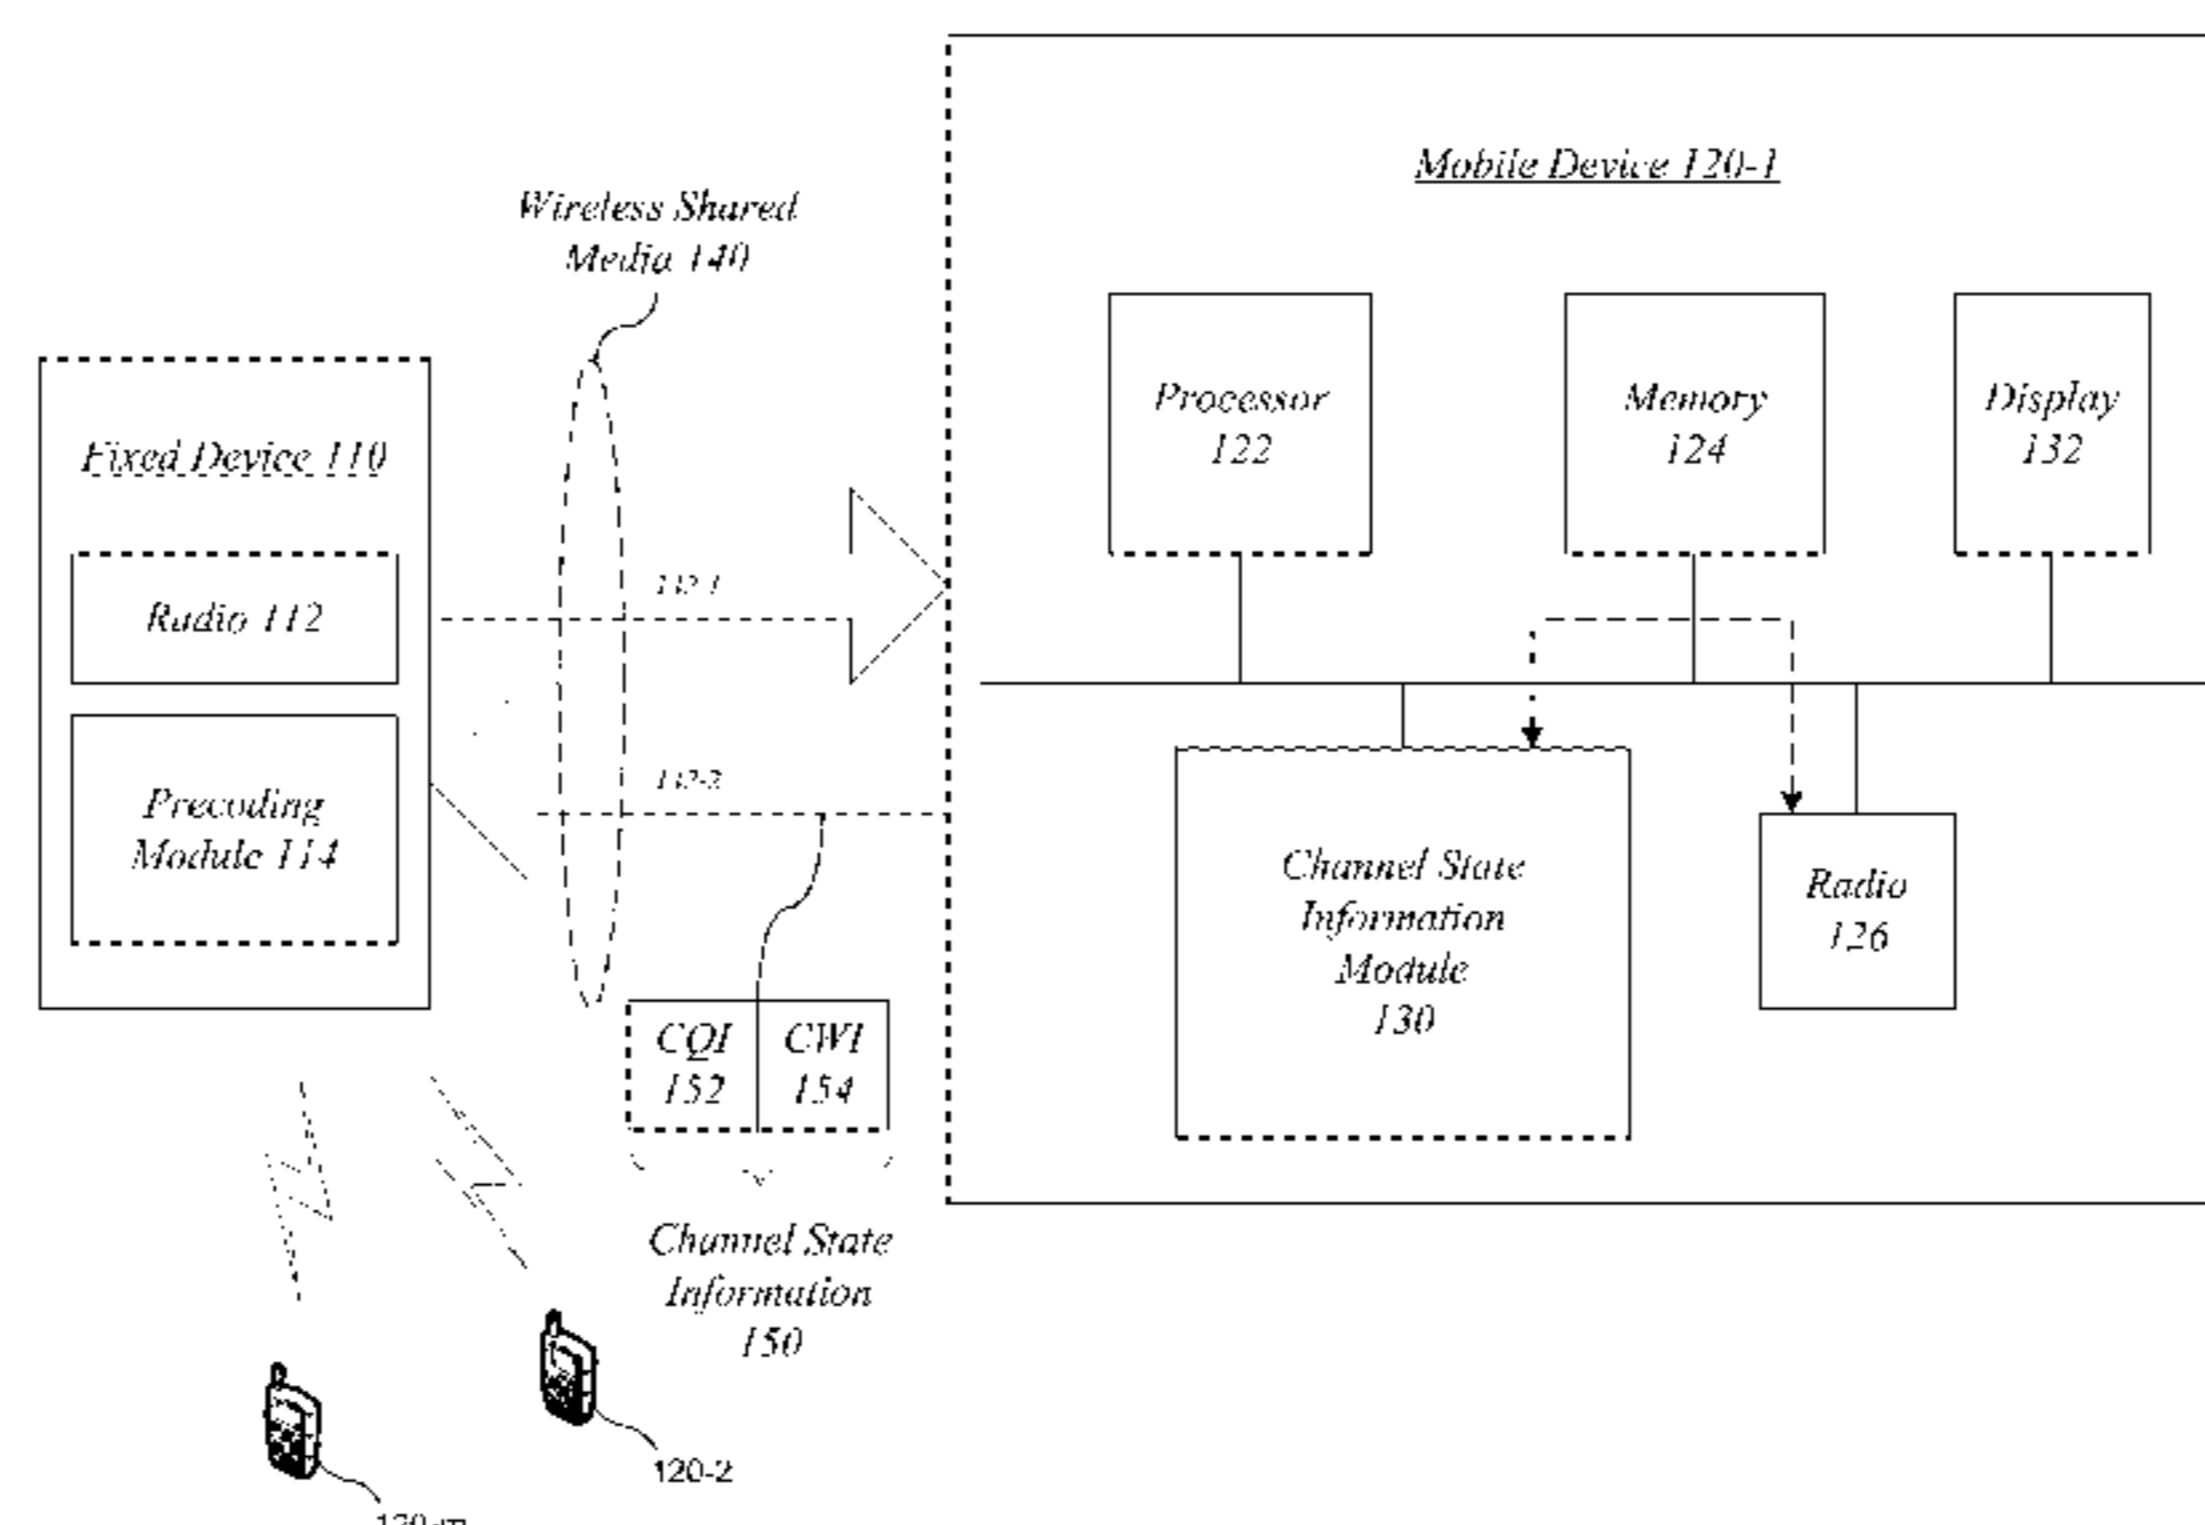 Mobile Device 120-1
Wireless Shared
Media 140
Processor
122
Memory
124
Display
132
Fixed Device 110
Radio 112
Precoding
Module 114
Channel State
Information
Module
130
Radio
126
CQI
152
CWI
154
Channel State
Information
150
120-2